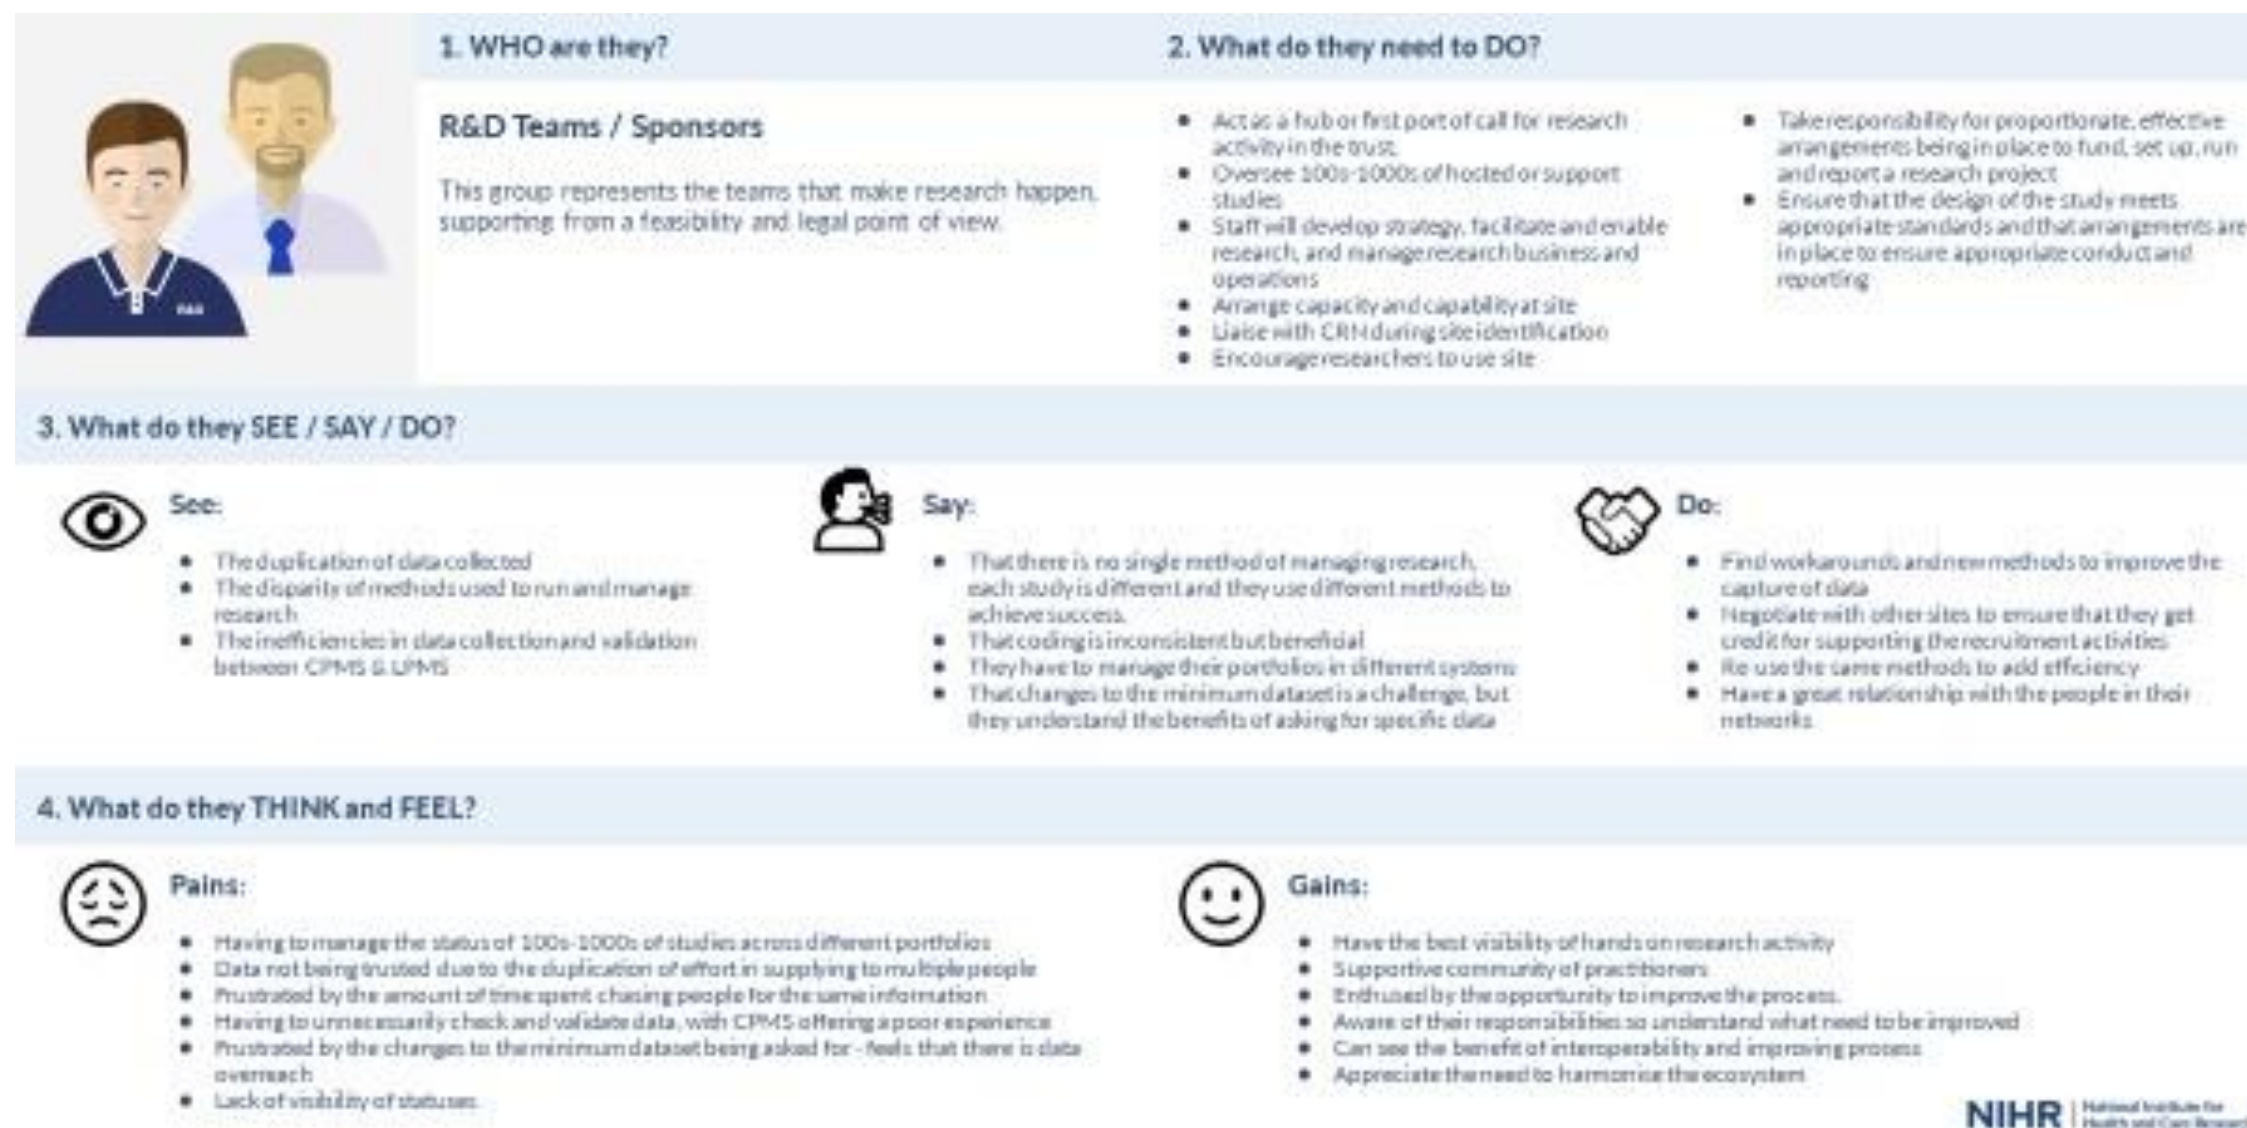 1. WHO are they?
R&D Teams / Sponsors
This group represents the teams that make research happen,
supporting from a feasibility and legal point of view.
2. What do they need to DO?
Act as a hub or first port of call for research
activity in the trust.
Oversee 100s-1000s of hosted or support
studies
Staff will develop strategy, facilitate and enable
research, and manage research business and
operations
Arrange capacity and capability at site
Liaise with CRN during site identification
Encourage researchers to use site
Take responsibility for proportionate, effective
arrangements being in place to fund, set up, run
and report a research project
Ensure that the design of the study meets
appropriate standards and that arrangements are
in place to ensure appropriate conduct and
reporting
3. What do they SEE / SAY / DO?
See:
The duplication of data collected
The disparity of methods used to run and manage
research
The inefficiencies in data collection and validation
between CPMS & LPMS
Say:
That there is no single method of managing research,
each study is different and they use different methods to
achieve success.
That coding is inconsistent but beneficial
They have to manage their portfolios in different systems
That changes to the minimum dataset is a challenge, but
they understand the benefits of asking for specific data
Do:
Find workarounds and new methods to improve the
capture of data
Negotiate with other sites to ensure that they get
credit for supporting the recruitment activities
Re use the same methods to add efficiency
Have a great relationship with the people in their
networks.
4. What do they THINK and FEEL?
Pains:
Having to manage the status of 100s-1000s of studies across different portfolios
Data not being trusted due to the duplication of effort in supplying to multiple people
Frustrated by the amount of time spent chasing people for the same information
Having to unnecessarily check and validate data, with CPMS offering a poor experience
Frustrated by the changes to the minimum dataset being asked for - feels that there is data
overreach
Lack of visibility of statuses.
Gains:
Have the best visibility of hands on research activity
Supportive community of practitioners
Enthused by the opportunity to improve the process.
Aware of their responsibilities so understand what need to be improved
Can see the benefit of interoperability and improving process
Appreciate the need to harmonise the ecosystem
NIHR
National Institute for
Health and Care Research